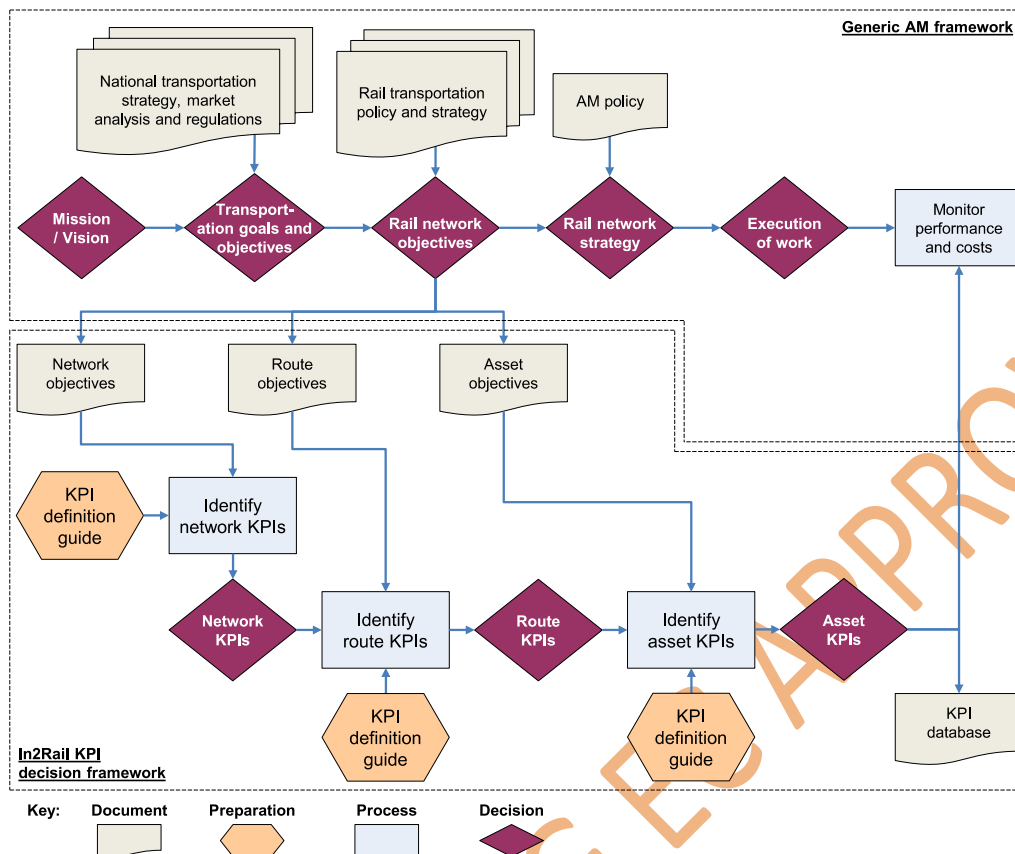 Generic AM framework
National transportation
strategy, market
analysis and regulations
Rail transportation
policy and strategy
AM policy
Mission
/ Vision
Transport-
ation goals and
objectives
Rail network
objectives
Rail network
strategy
Execution
of work
Monitor
performance
and costs
Network
objectives
Route
objectives
Asset
objectives
KPI
definition
guide
Identify
network KPIs
Network
KPIs
Identify
route KPIs
Route
KPIs
Identify
asset KPIs
Asset
KPIs
KPI
definition
guide
KPI
definition
guide
KPI
database
In2Rail KPI
decision framework
Key:
Document
Preparation
Process
Decision
EC APPRO